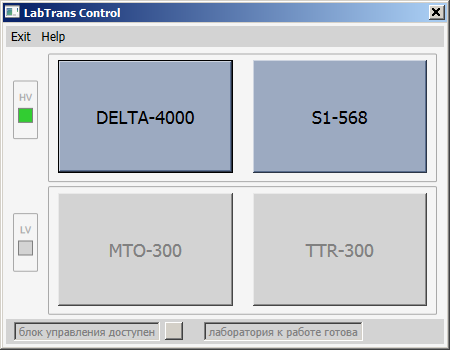 LabTrans Control
Exit Help
HV
DELTA-4000 S1-568
LV
MTO-300 TTR-300
блок управления доступен лаборатория к работе готова